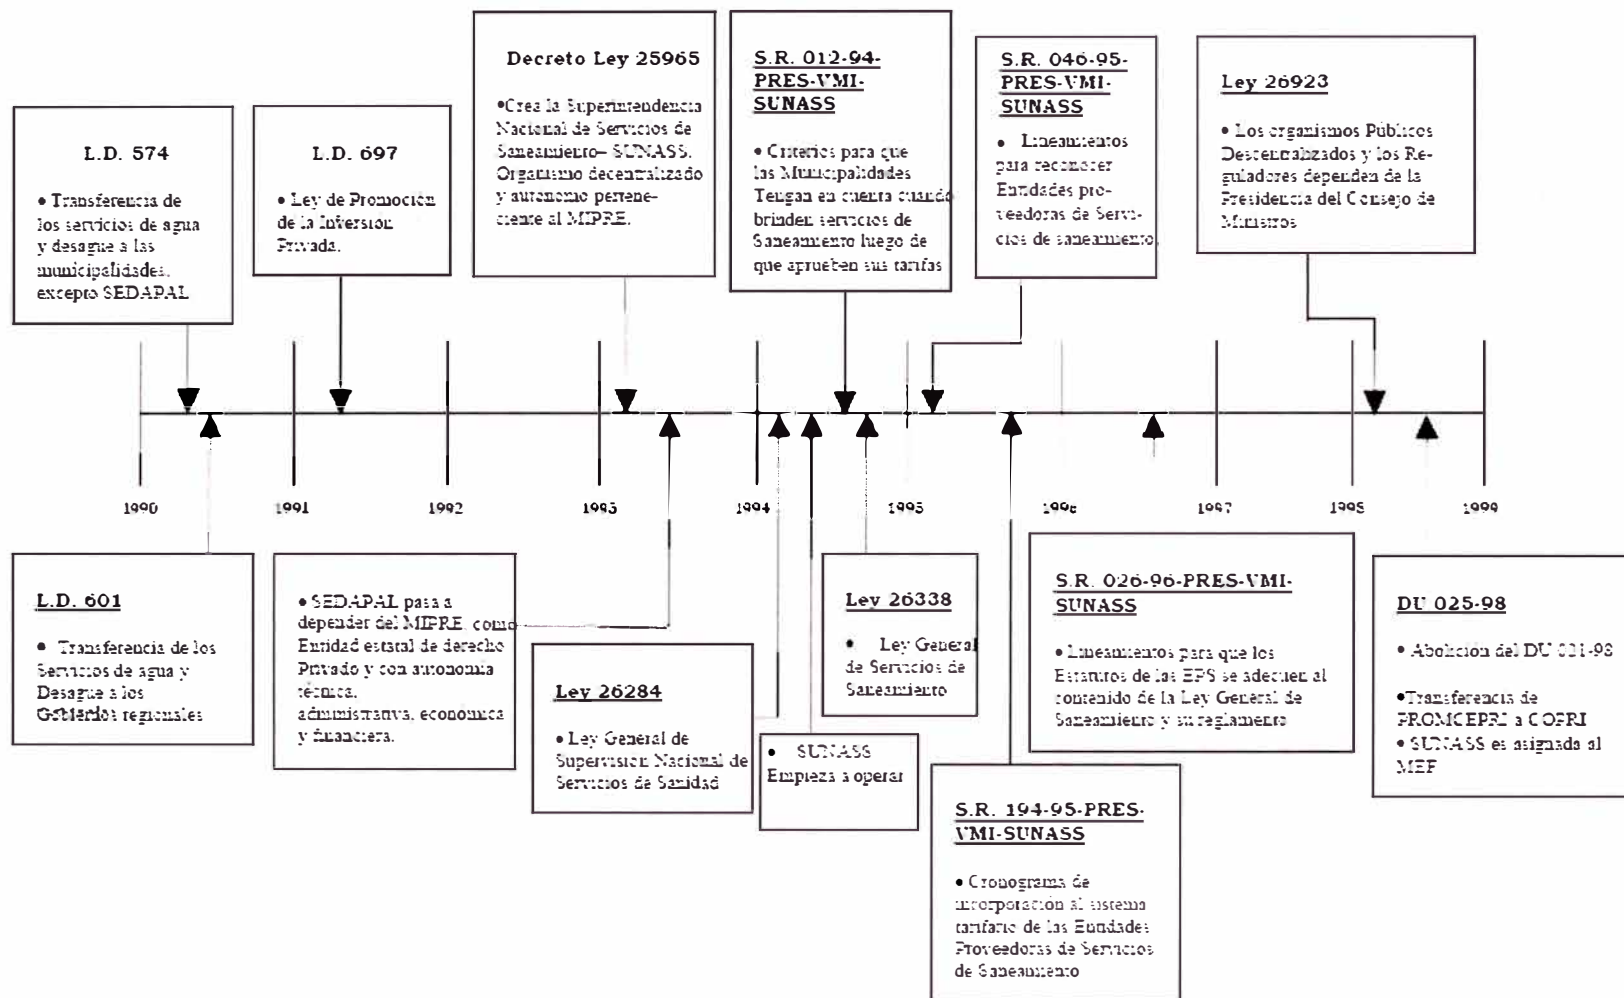 L.D. 574
• Transferencia de
los servicios de agua
y desague a las
municipalidades,
excepto SEDAPAL
L.D. 697
• Ley de Promoción
de la Inversión
Privada.
Decreto Ley 25965
•Crea la Superintendencia
Nacional de Servicios de
Saneamiento– SUNASS.
Organismo decentralizado
y autónomo pertene-
ciente al MIPRE.
S.R. 012-94-
PRES-VMI-
SUNASS
• Criterios para que
las Municipalidades
Tengan en cuenta cuando
brinden servicios de
Saneamiento luego de
que aprueben sus tarifas
S.R. 046-95-
PRES-VMI-
SUNASS
• Lineamientos
para reconocer
Entidades pro-
veedoras de Servi-
cios de saneamiento.
Ley 26923
• Los organismos Públicos
Descentralizados y los Re-
guladores dependen de la
Presidencia del Consejo de
Ministros
1990
1991
1992
1993
1994
1995
1996
1997
1998
1999
L.D. 601
• Transferencia de los
Servicios de agua y
Desague a los
regionales
• SEDAPAL pasa a
depender del MIPRE, como
Entidad estatal de derecho
Privado y con autonomía
técnica,
administrativa, económica
y financiera.
Ley 26284
• Ley General de
Supervisión Nacional de
Servicios de Sanidad
• SUNASS
Empieza a operar
Ley 26338
• Ley General
de Servicios de
Saneamiento
S.R. 194-95-PRES-
VMI-SUNASS
• Cronograma de
incorporación al sistema
tarifario de las Entidades
Proveedoras de Servicios
de Saneamiento
S.R. 026-96-PRES-VMI-
SUNASS
• Lineamientos para que los
Estatutos de las EPS se adecuen al
contenido de la Ley General de
Saneamiento y su reglamento
DU 025-98
• Abolición del DU
•Transferencia de
a COPRI
• SUNASS es asignada al
MEF